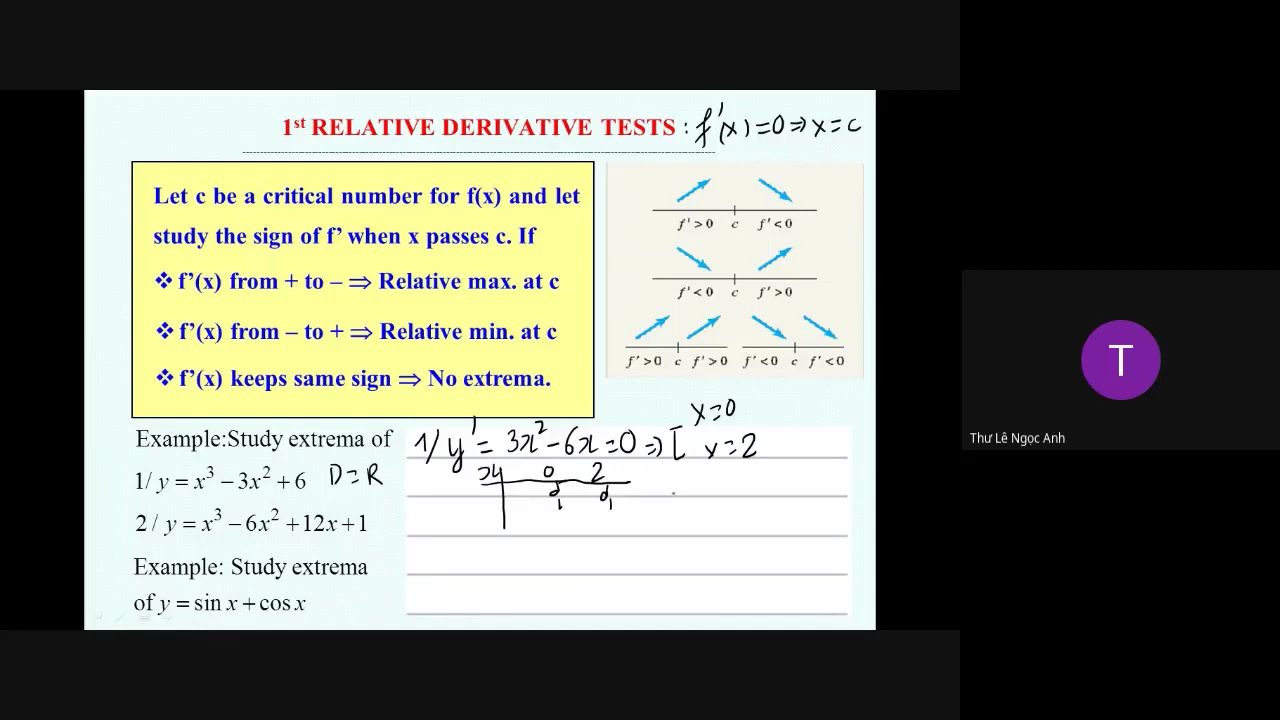 1st RELATIVE DERIVATIVE TESTS : f'(x)=0⇒x=c
Let c be a critical number for f(x) and let
study the sign of f’ when x passes c. If
❖ f’(x) from + to – ⇒ Relative max. at c
❖ f’(x) from – to + ⇒ Relative min. at c
❖ f’(x) keeps same sign ⇒ No extrema.
f' > 0 c f' < 0
f' < 0 c f' > 0
f' > 0 c f' > 0 f' < 0 c f' < 0
Example:Study extrema of
1/ y = x³ − 3x² + 6 D=R
2/ y = x³ − 6x² +12x +1
Example: Study extrema
of y = sin x + cos x
x=0
1/ y' = 3x² − 6x = 0 ⇒ [ x=2
x 0 2
T
Thư Lê Ngọc Anh